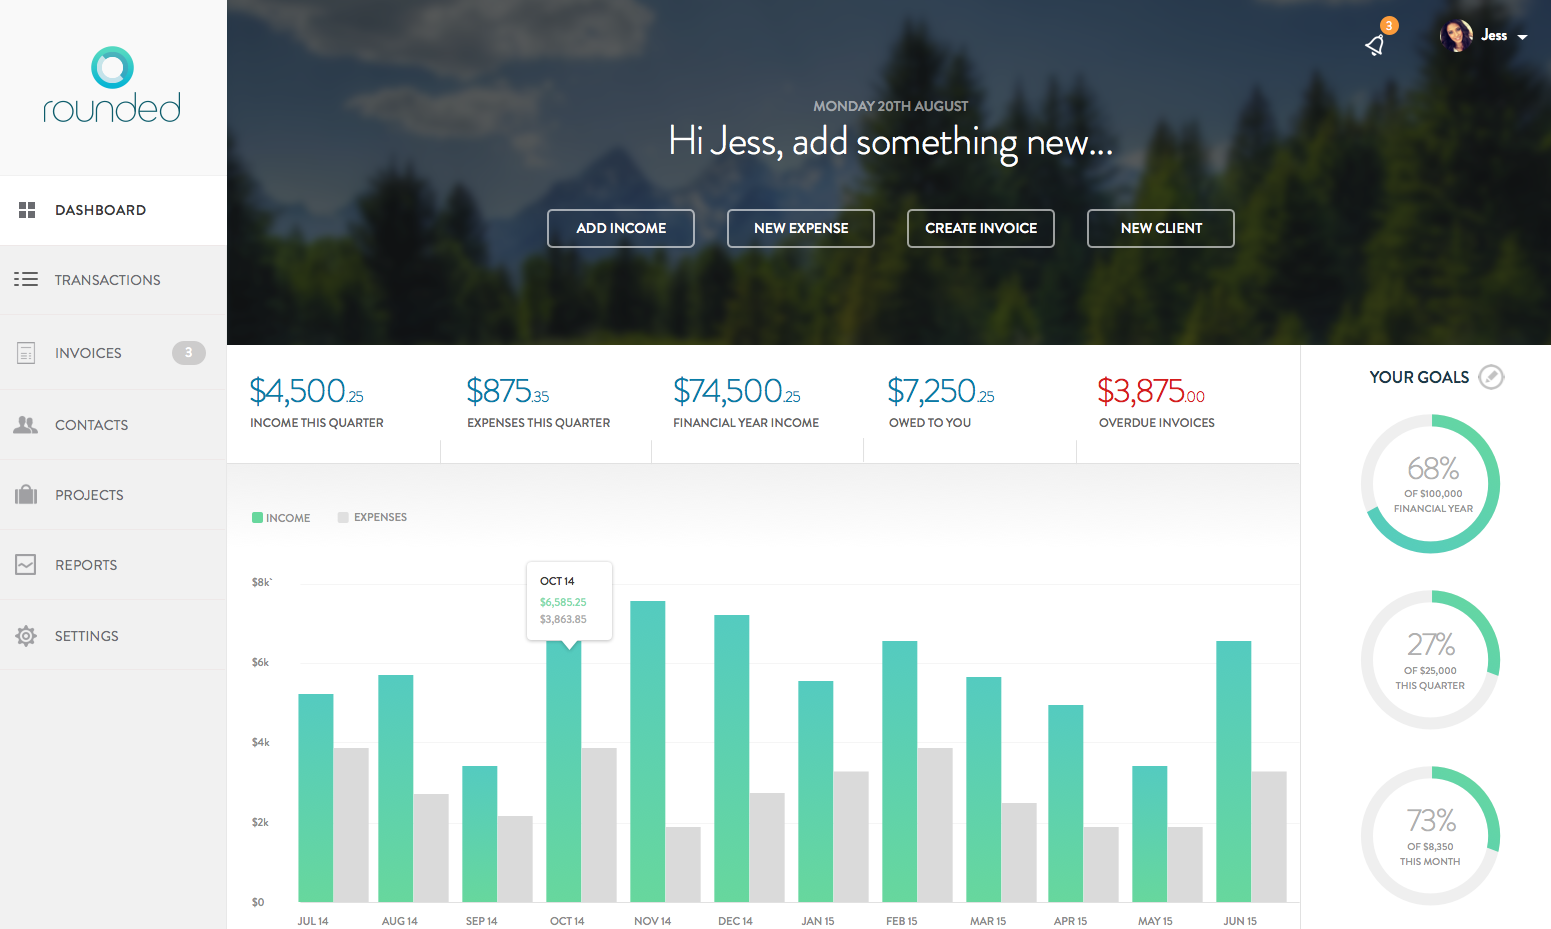 rounded
DASHBOARD
TRANSACTIONS
INVOICES 3
CONTACTS
PROJECTS
REPORTS
SETTINGS
3
Jess
MONDAY 20TH AUGUST
Hi Jess, add something new...
ADD INCOME NEW EXPENSE CREATE INVOICE NEW CLIENT
$4,500.25 $875.35 $74,500.25 $7,250.25 $3,875.00
INCOME THIS QUARTER EXPENSES THIS QUARTER FINANCIAL YEAR INCOME OWED TO YOU OVERDUE INVOICES
INCOME EXPENSES
$8k`
$6k
$4k
$2k
$0
OCT 14
$6,585.25
$3,863.85
JUL 14 AUG 14 SEP 14 OCT 14 NOV 14 DEC 14 JAN 15 FEB 15 MAR 15 APR 15 MAY 15 JUN 15
YOUR GOALS
68%
OF $100,000
FINANCIAL YEAR
27%
OF $25,000
THIS QUARTER
73%
OF $8,350
THIS MONTH